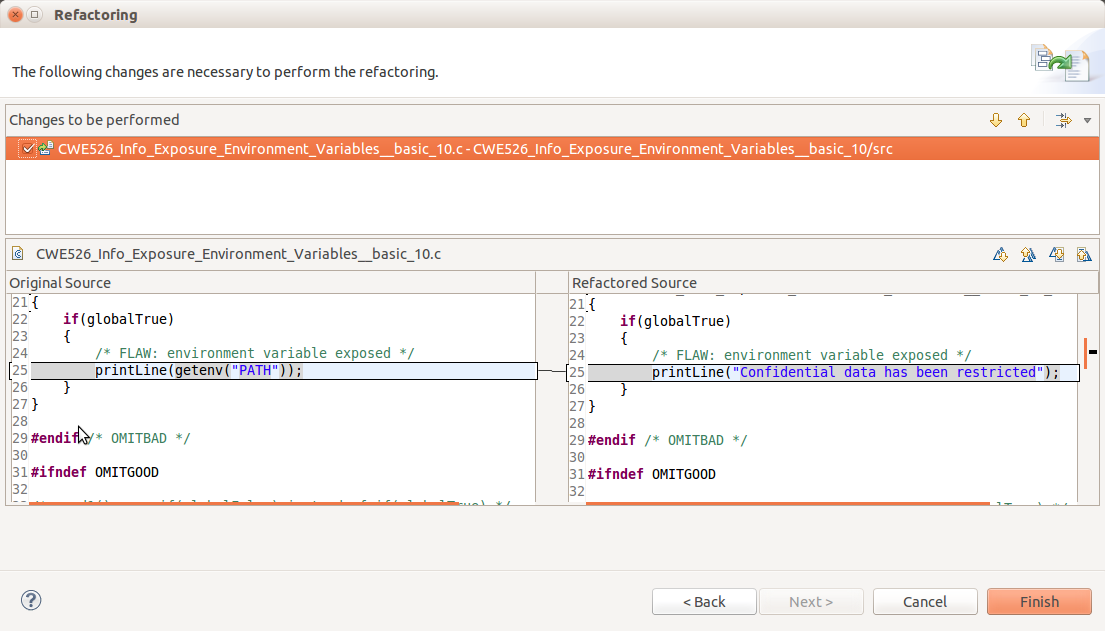 Refactoring
The following changes are necessary to perform the refactoring.
Changes to be performed
CWE526_Info_Exposure_Environment_Variables__basic_10.c - CWE526_Info_Exposure_Environment_Variables__basic_10/src
CWE526_Info_Exposure_Environment_Variables__basic_10.c
Original Source
21 {
22     if(globalTrue)
23     {
24         /* FLAW: environment variable exposed */
25         printLine(getenv("PATH"));
26     }
27 }
28
29 #endif /* OMITBAD */
30
31 #ifndef OMITGOOD
32
Refactored Source
21 {
22     if(globalTrue)
23     {
24         /* FLAW: environment variable exposed */
25         printLine("Confidential data has been restricted");
26     }
27 }
28
29 #endif /* OMITBAD */
30
31 #ifndef OMITGOOD
32
?
< Back
Next >
Cancel
Finish